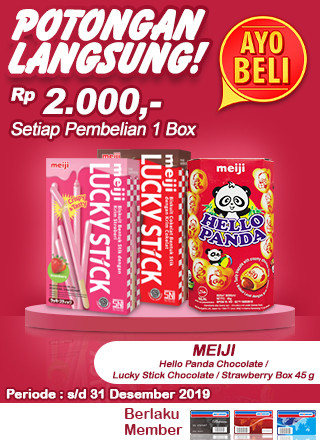 POTONGAN
LANGSUNG!
AYO
BELI
Rp 2.000,-
Setiap Pembelian 1 Box
meiji
LUCKY STICK
meiji
LUCKY STICK
meiji
HELLO
PANDA
MEIJI
Hello Panda Chocolate /
Lucky Stick Chocolate / Strawberry Box 45 g
Periode : s/d 31 Desember 2019
Berlaku
Member